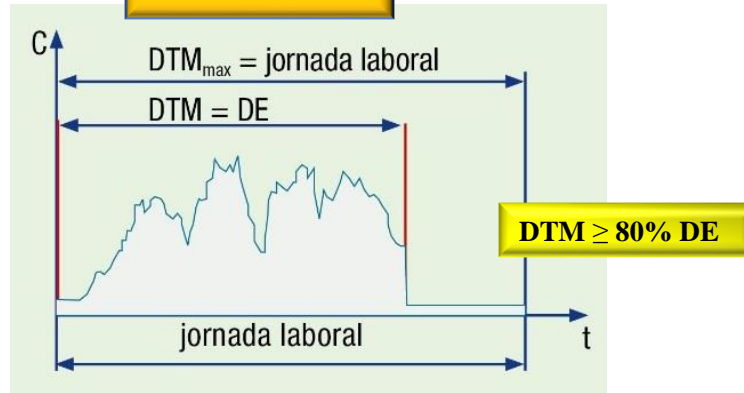 C
DTMmax = jornada laboral
DTM = DE
DTM ≥ 80% DE
jornada laboral
t